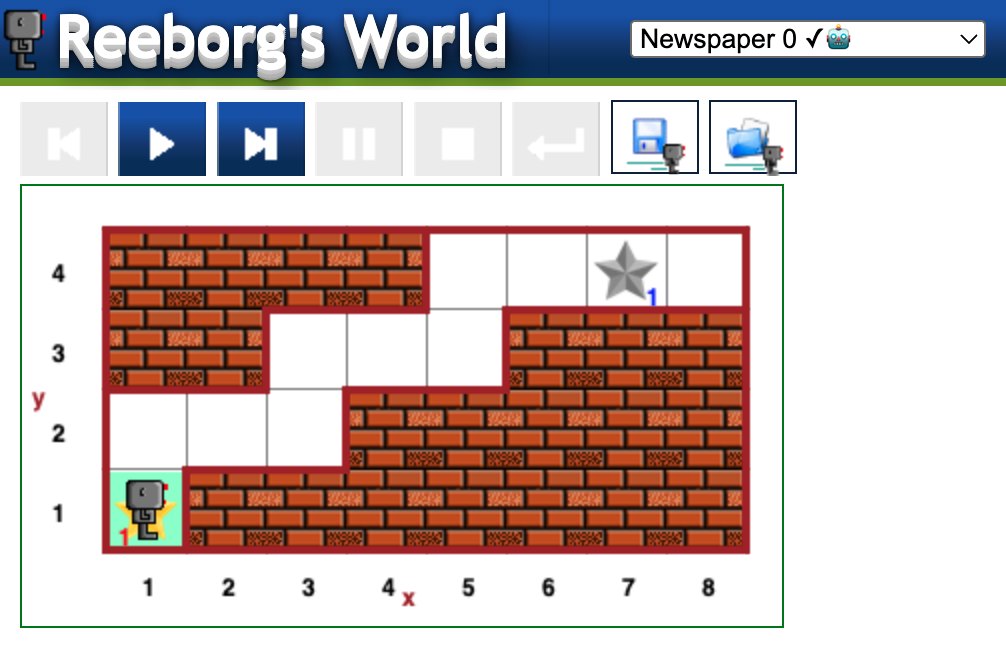 Reeborg's World
Newspaper 0 ✓🤖
4
1
3
y
2
1
1
1 2 3 4 x 5 6 7 8